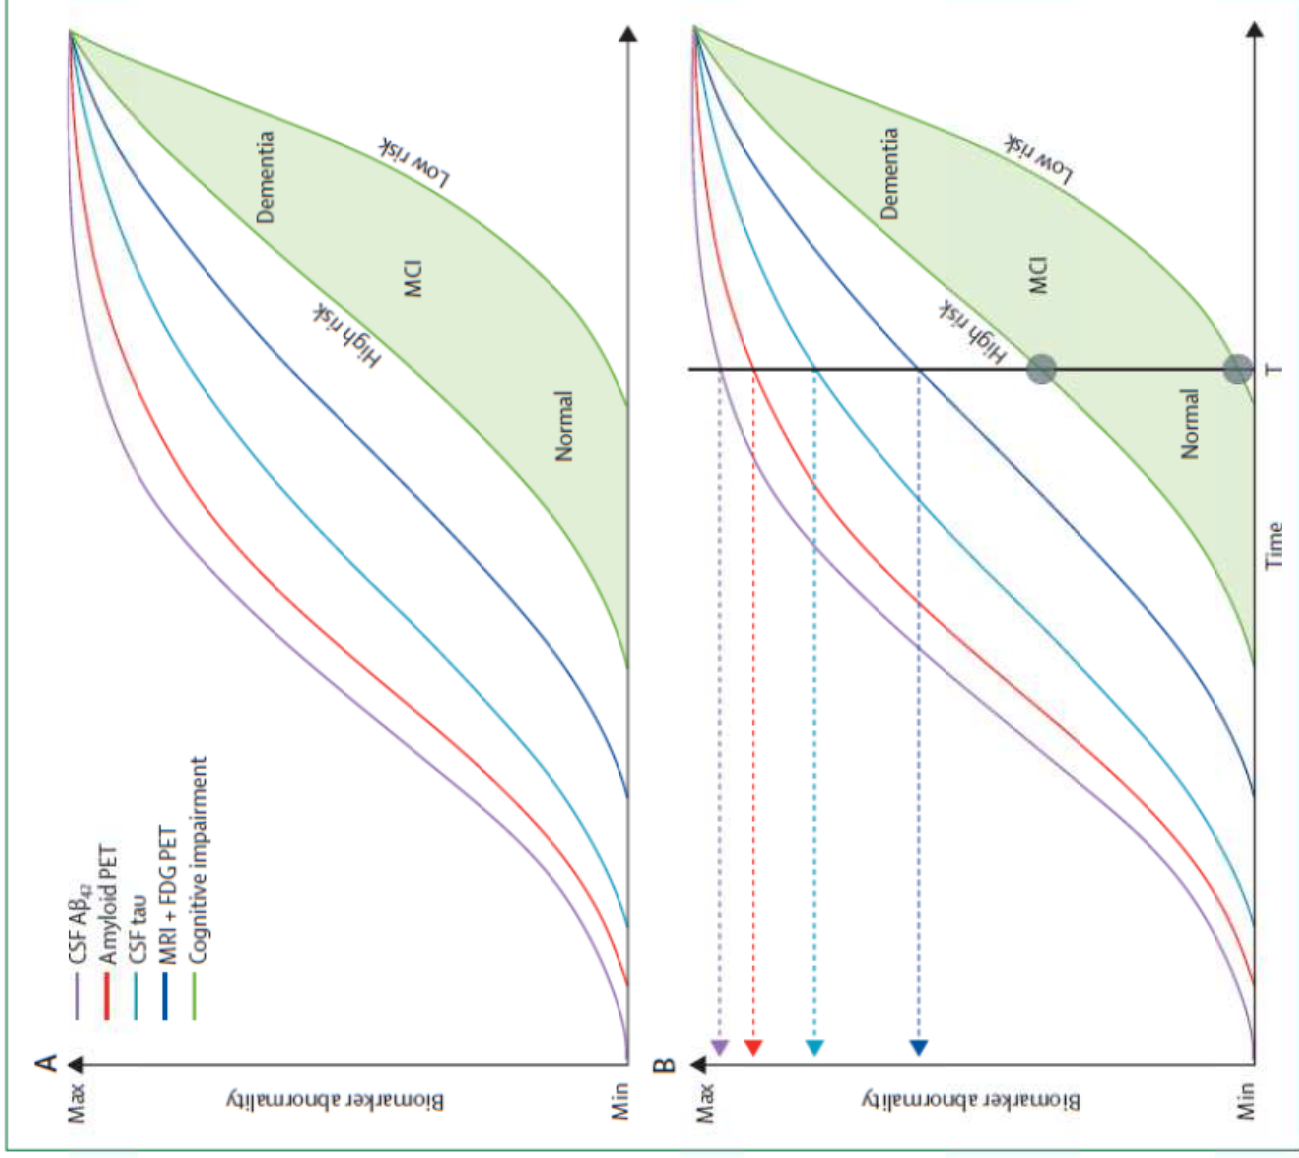 A
Max
Biomarker abnormality
Min
CSF Aβ₄₂
Amyloid PET
CSF tau
MRI + FDG PET
Cognitive impairment
High risk
Low risk
Dementia
MCI
Normal
B
Max
Biomarker abnormality
Min
High risk
Low risk
Dementia
MCI
Normal
Time
T